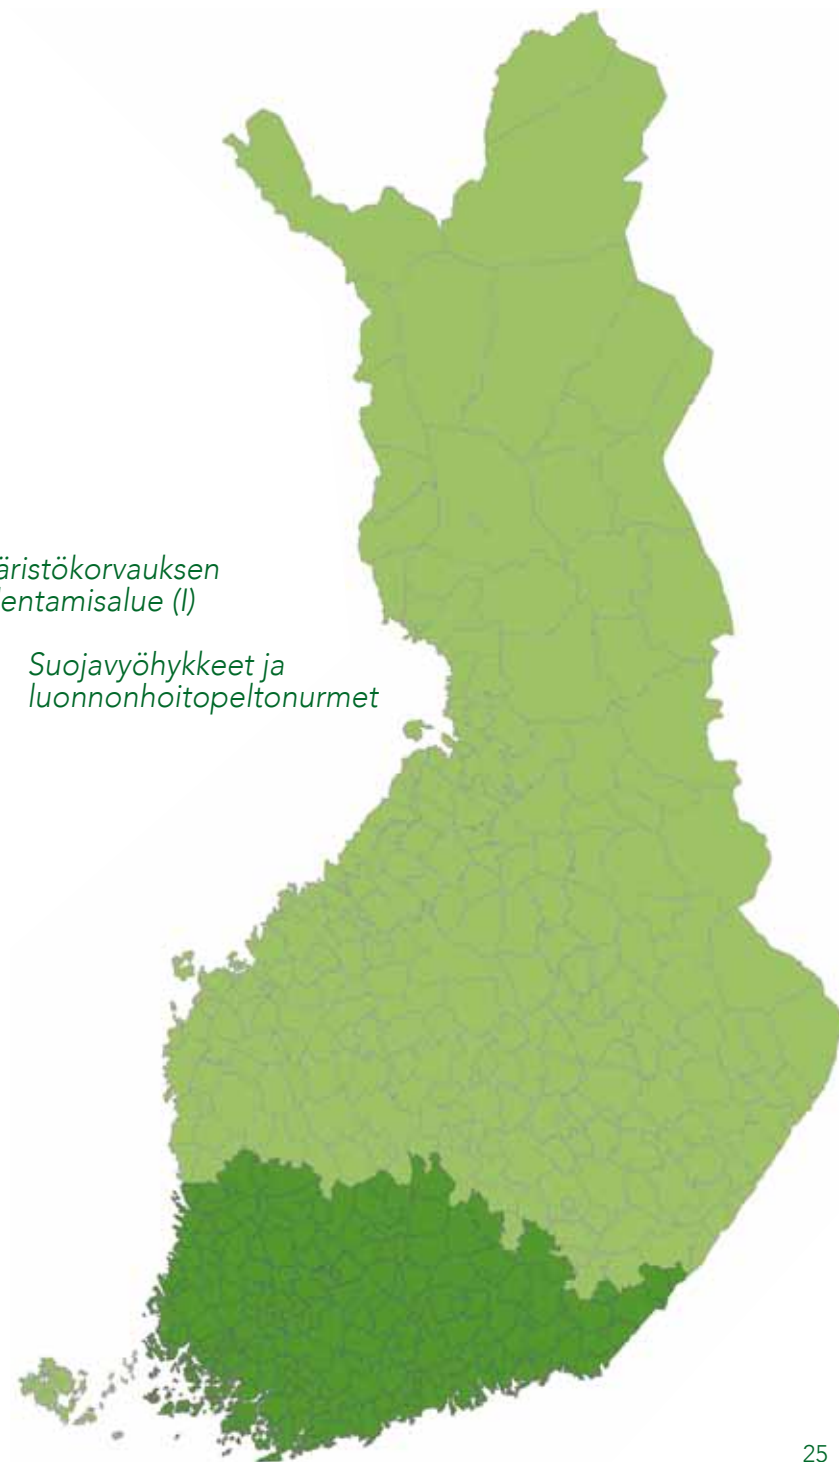 äristökorvauksen
entamisalue (I)
Suojavyöhykkeet ja
luonnonhoitopeltonurmet
25